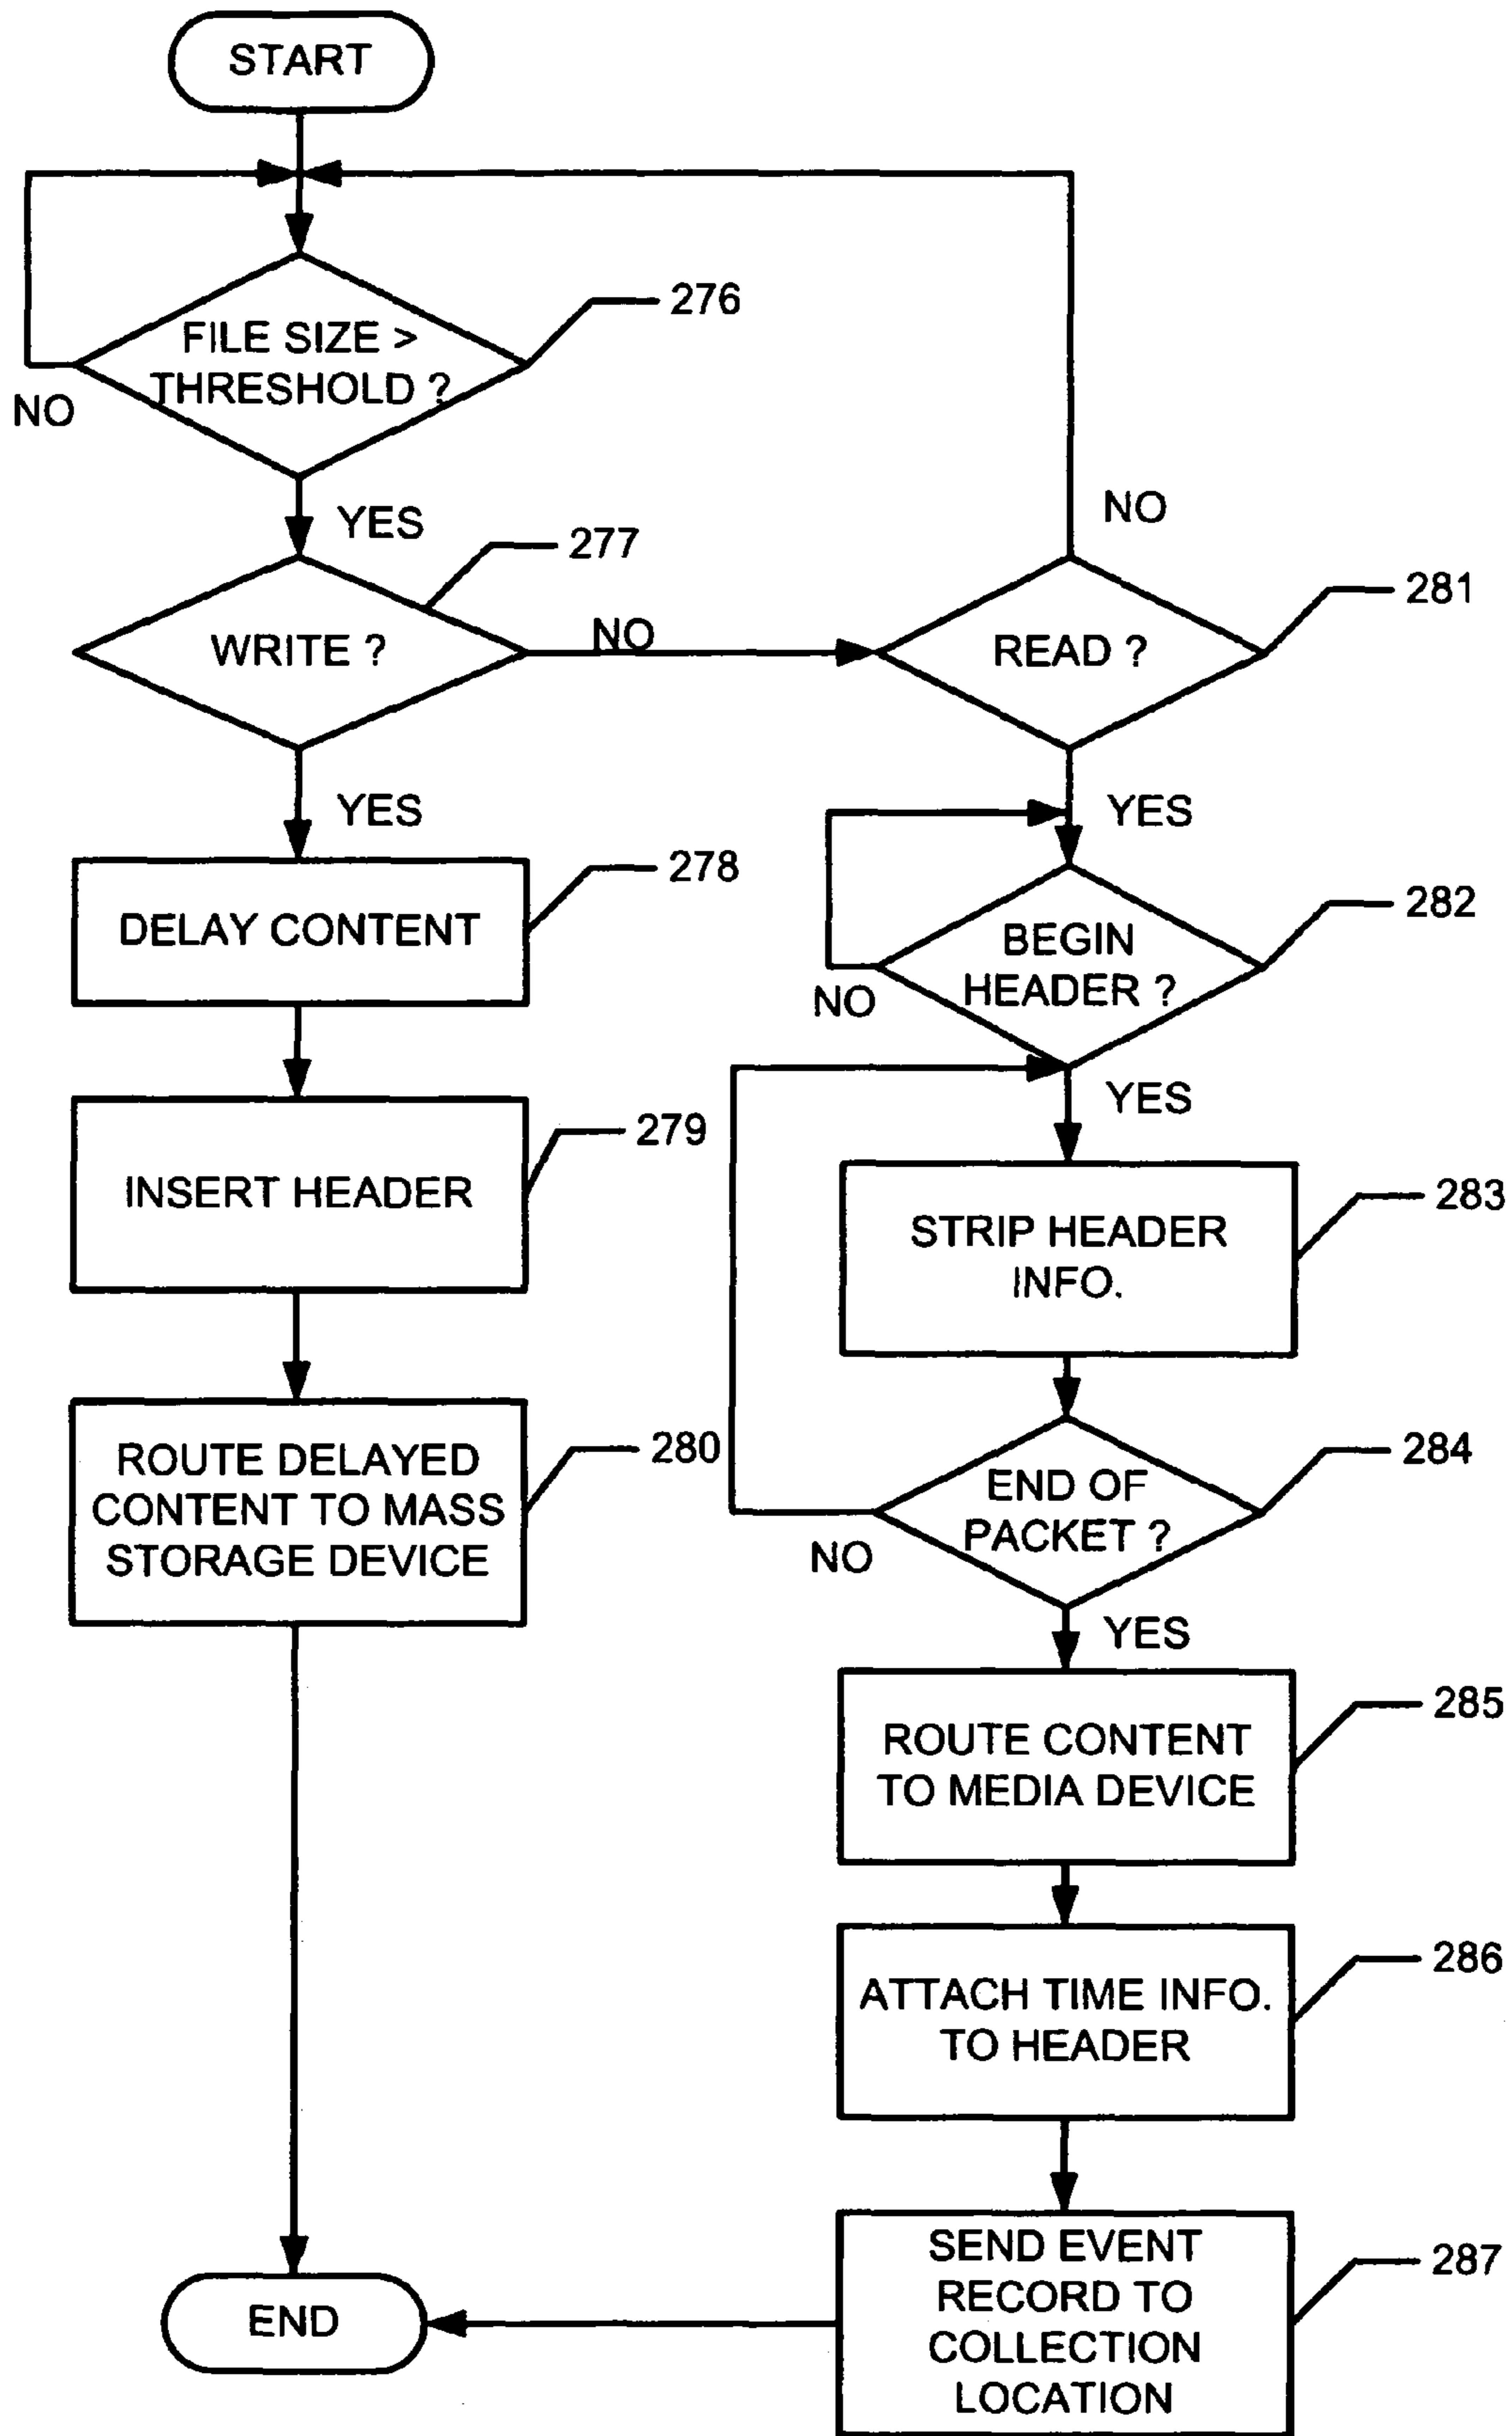 START
FILE SIZE >
THRESHOLD ?
276
NO
YES
WRITE ?
277
NO
READ ?
281
NO
YES
YES
DELAY CONTENT
278
BEGIN
HEADER ?
282
NO
YES
INSERT HEADER
279
STRIP HEADER
INFO.
283
ROUTE DELAYED
CONTENT TO MASS
STORAGE DEVICE
280
END OF
PACKET ?
284
NO
YES
ROUTE CONTENT
TO MEDIA DEVICE
285
ATTACH TIME INFO.
TO HEADER
286
SEND EVENT
RECORD TO
COLLECTION
LOCATION
287
END